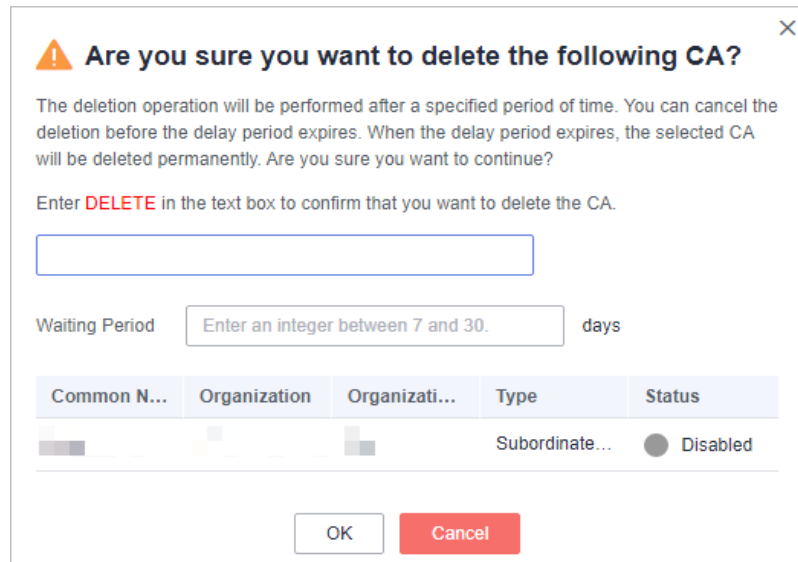 Are you sure you want to delete the following CA?
The deletion operation will be performed after a specified period of time. You can cancel the
deletion before the delay period expires. When the delay period expires, the selected CA
will be deleted permanently. Are you sure you want to continue?
Enter DELETE in the text box to confirm that you want to delete the CA.
Waiting Period Enter an integer between 7 and 30. days
Common N... Organization Organizati... Type Status
Subordinate... Disabled
OK Cancel